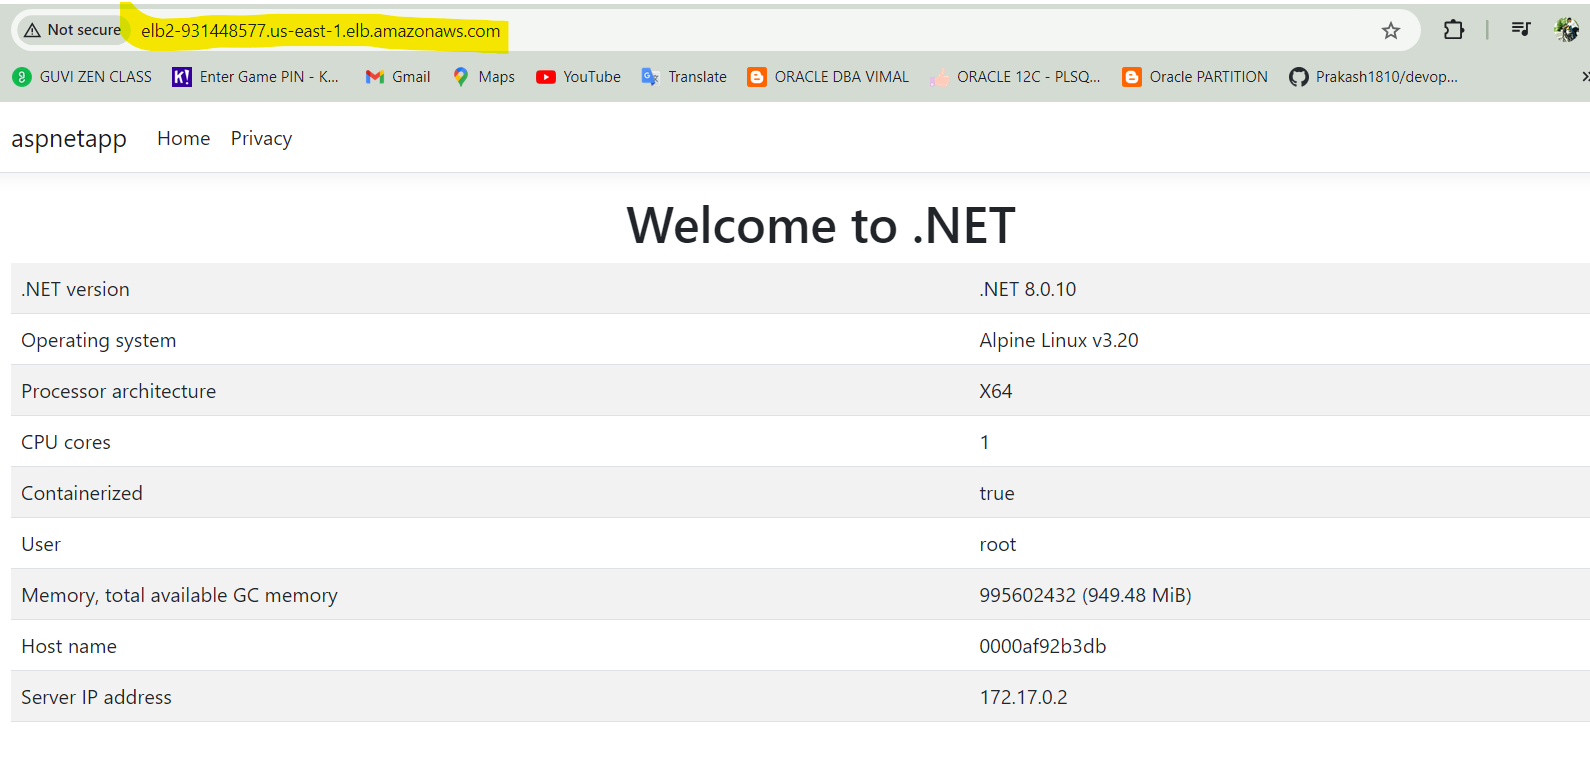 Not secure elb2-931448577.us-east-1.elb.amazonaws.com
GUVI ZEN CLASS K! Enter Game PIN - K... Gmail Maps YouTube Translate ORACLE DBA VIMAL ORACLE 12C - PLSQ... Oracle PARTITION Prakash1810/devop... »
aspnetapp Home Privacy
Welcome to .NET
.NET version .NET 8.0.10
Operating system Alpine Linux v3.20
Processor architecture X64
CPU cores 1
Containerized true
User root
Memory, total available GC memory 995602432 (949.48 MiB)
Host name 0000af92b3db
Server IP address 172.17.0.2